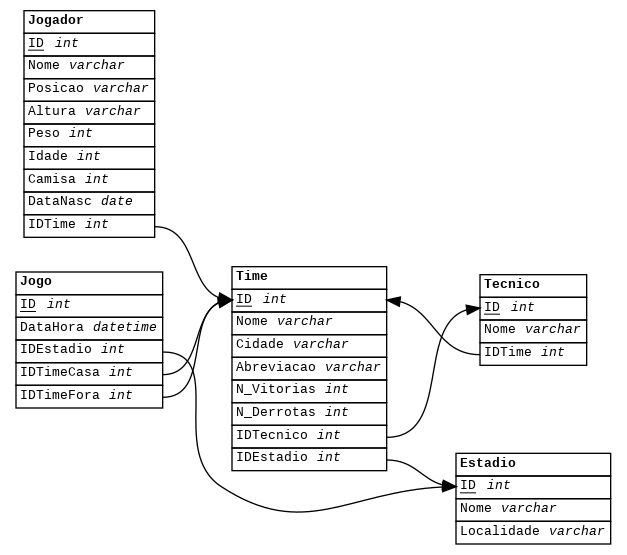 Jogador
ID int
Nome varchar
Posicao varchar
Altura varchar
Peso int
Idade int
Camisa int
DataNasc date
IDTime int
Jogo
ID int
DataHora datetime
IDEstadio int
IDTimeCasa int
IDTimeFora int
Time
ID int
Nome varchar
Cidade varchar
Abreviacao varchar
N_Vitorias int
N_Derrotas int
IDTecnico int
IDEstadio int
Tecnico
ID int
Nome varchar
IDTime int
Estadio
ID int
Nome varchar
Localidade varchar